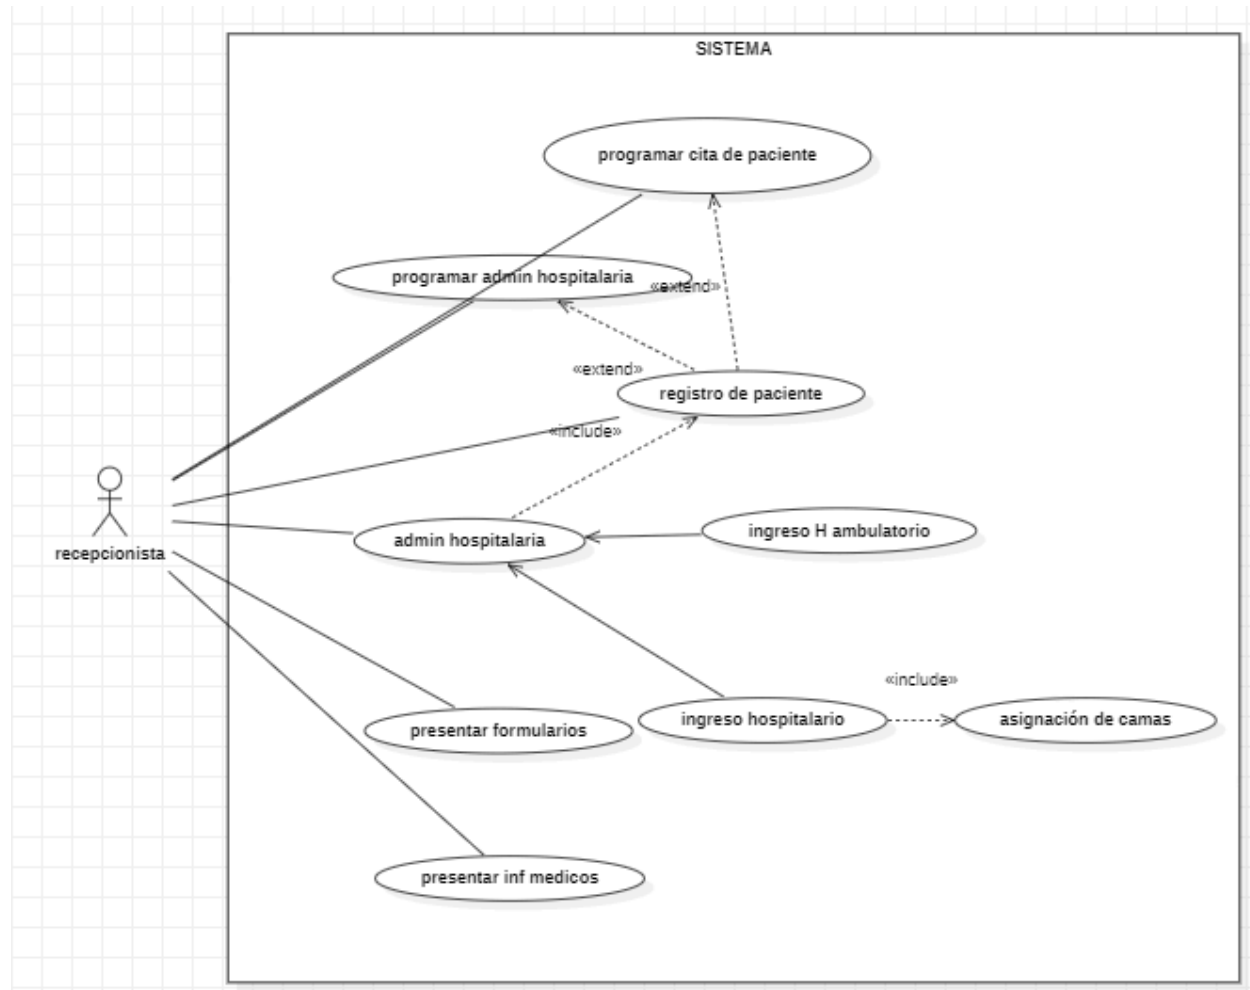 SISTEMA
programar cita de paciente
programar admin hospitalaria
«extend»
«extend»
registro de paciente
«include»
recepcionista
admin hospitalaria
ingreso H ambulatorio
«include»
presentar formularios
ingreso hospitalario
asignación de camas
presentar inf medicos